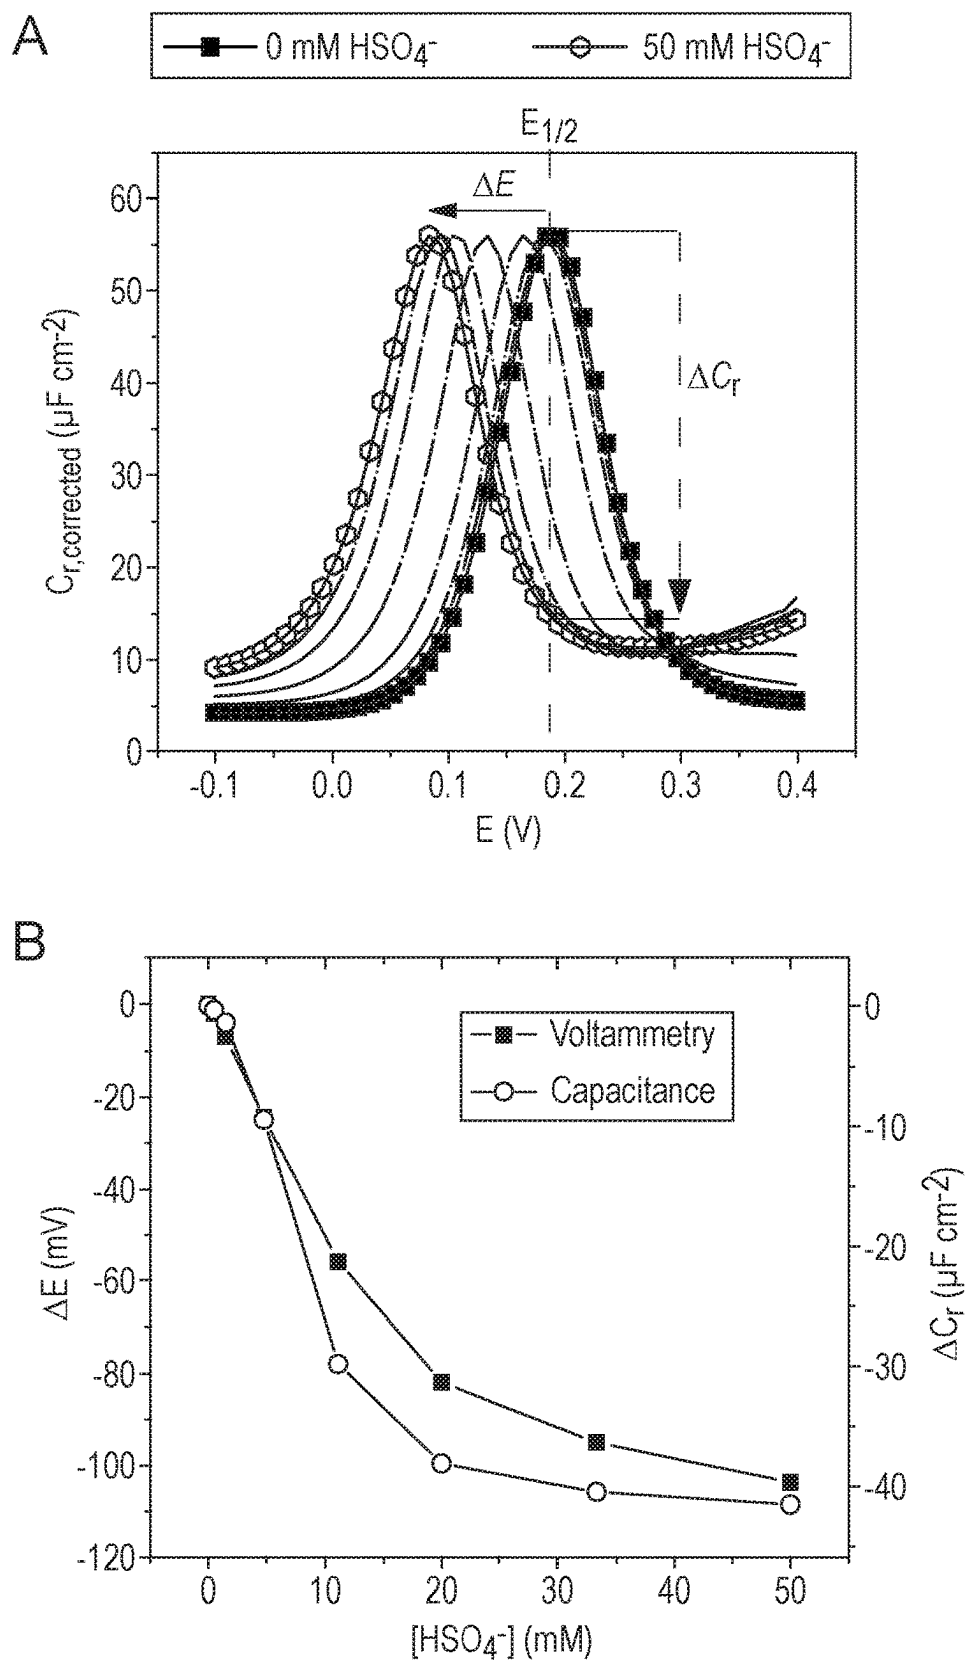 A
0 mM HSO₄⁻ 50 mM HSO₄⁻
E₁/₂
ΔE
ΔCᵣ
60
50
40
30
20
10
0
Cr,corrected (µF cm⁻²)
-0.1 0.0 0.1 0.2 0.3 0.4
E (V)
B
Voltammetry
Capacitance
0
-20
-40
-60
-80
-100
-120
ΔE (mV)
0
-10
-20
-30
-40
ΔCᵣ (µF cm⁻²)
0 10 20 30 40 50
[HSO₄⁻] (mM)